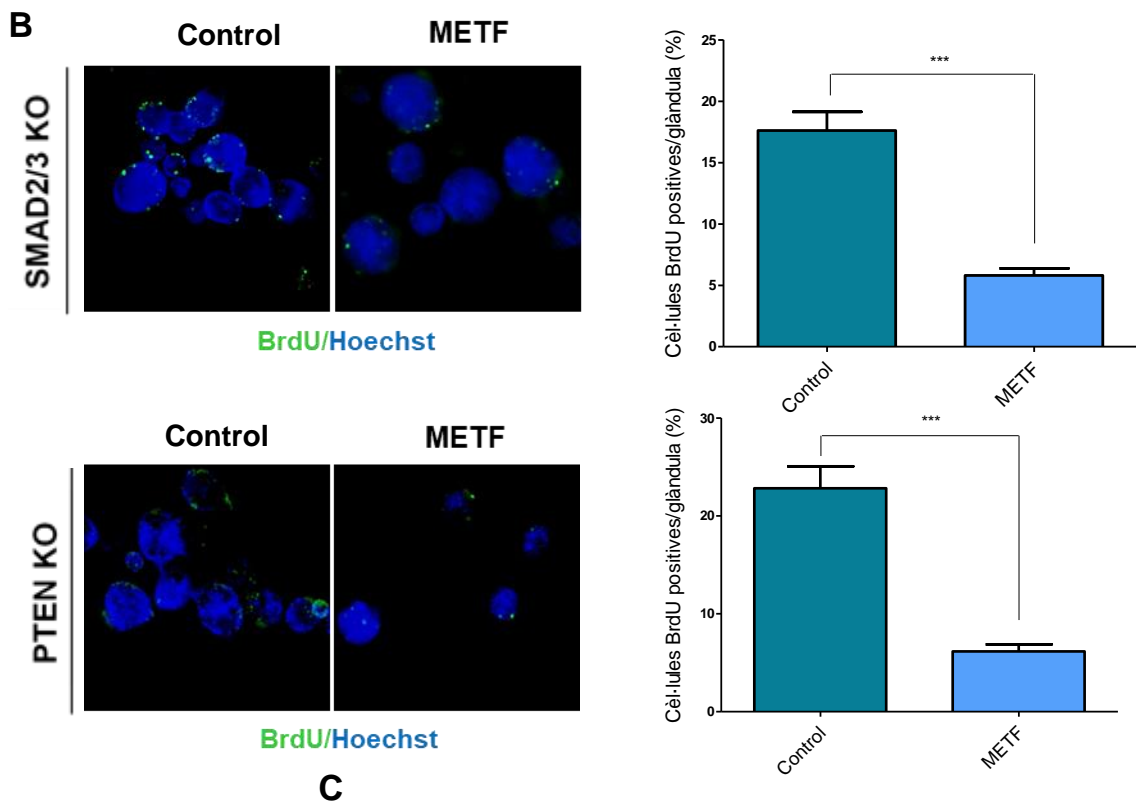 B
Control
METF
SMAD2/3 KO
BrdU/Hoechst
Cèl·lules BrdU positives/glàndula (%)
25
20
15
10
5
0
***
Control
METF
Control
METF
PTEN KO
BrdU/Hoechst
Cèl·lules BrdU positives/glàndula (%)
30
20
10
0
***
Control
METF
C